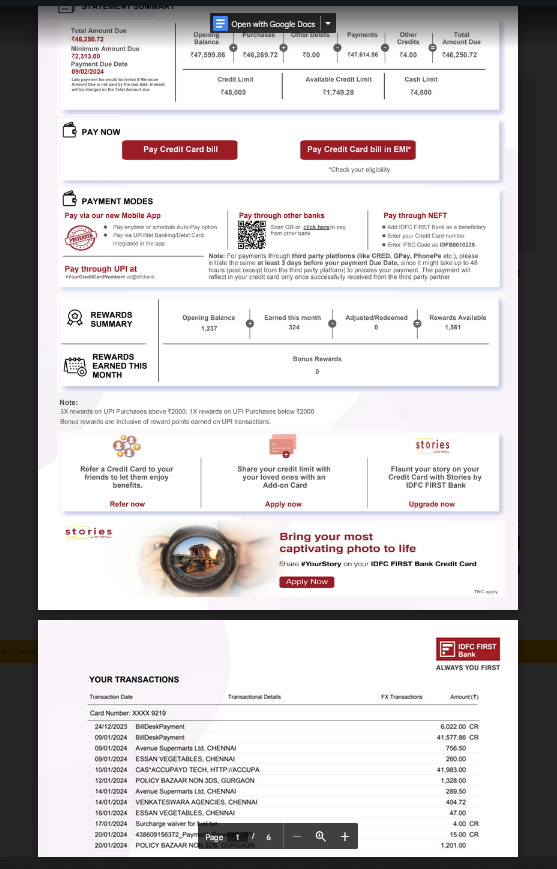 STATEMENT SUMMARY
Open with Google Docs
Total Amount Due
₹46,250.72
Minimum Amount Due
₹2,313.00
Payment Due Date
09/02/2024
Late payment fee would be levied if Minimum
Amount Due is not paid by the due date. Interest
will be charged on the Total Amount due
Opening Balance Purchases Other Debits Payments Other Credits Total Amount Due
₹47,599.86 ₹46,269.72 ₹0.00 ₹47,614.86 ₹4.00 ₹46,250.72
Credit Limit Available Credit Limit Cash Limit
₹48,000 ₹1,749.28 ₹4,800
PAY NOW
Pay Credit Card bill Pay Credit Card bill in EMI*
*Check your eligibility.
PAYMENT MODES
Pay via our new Mobile App
Pay anytime or schedule Auto-Pay option
Pay via UPI/Net Banking/Debit Card
integrated in the app
Pay through other banks
Scan QR or click here to pay
from other bank
Pay through NEFT
Add IDFC FIRST Bank as a beneficiary
Enter your Credit Card number
Enter IFSC Code as IDFB0010225
Pay through UPI at
Note: For payments through third party platforms (like CRED, GPay, PhonePe etc.), please
initiate the same at least 3 days before your payment Due Date, since it might take up to 48
hours (post receipt from the third party platform) to process your payment. The payment will
reflect in your credit card only once successfully received from the third party partner
REWARDS
SUMMARY
Opening Balance Earned this month Adjusted/Redeemed Rewards Available
1,237 324 0 1,561
REWARDS
EARNED THIS
MONTH
Bonus Rewards
0
Note:
3X rewards on UPI Purchases above ₹2000, 1X rewards on UPI Purchases below ₹2000
Bonus rewards are Inclusive of reward points earned on UPI transactions.
Refer a Credit Card to your
friends to let them enjoy
benefits.
Refer now
Share your credit limit with
your loved ones with an
Add-on Card
Apply now
stories
Flaunt your story on your
Credit Card with Stories by
IDFC FIRST Bank
Upgrade now
stories
Bring your most
captivating photo to life
Share #YourStory on your IDFC FIRST Bank Credit Card
Apply Now
T&C apply
IDFC FIRST
Bank
ALWAYS YOU FIRST
YOUR TRANSACTIONS
Transaction Date Transactional Details FX Transactions Amount (₹)
Card Number: XXXX 9219
24/12/2023 BillDeskPayment 6,022.00 CR
09/01/2024 BillDeskPayment 41,577.86 CR
09/01/2024 Avenue Supermarts Ltd, CHENNAI 756.50
09/01/2024 ESSAN VEGETABLES, CHENNAI 260.00
10/01/2024 CAS*ACCUPAYD TECH, HTTP://ACCUPA 41,983.00
12/01/2024 POLICY BAZAAR NON 3DS, GURGAON 1,328.00
14/01/2024 Avenue Supermarts Ltd, CHENNAI 289.50
14/01/2024 VENKATESWARA AGENCIES, CHENNAI 404.72
16/01/2024 ESSAN VEGETABLES, CHENNAI 47.00
17/01/2024 Surcharge waiver for fuel 4.00 CR
20/01/2024 438609156372_Paym 15.00 CR
20/01/2024 POLICY BAZAAR NON 3DS, GURGAON 1,201.00
Page 1 / 6